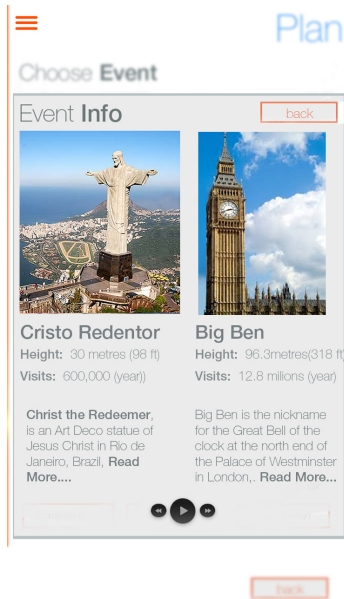 Plan
Choose Event
Event Info
back
Cristo Redentor
Height: 30 metres (98 ft)
Visits: 600,000 (year))
Christ the Redeemer,
is an Art Deco statue of
Jesus Christ in Rio de
Janeiro, Brazil, Read
More....
Big Ben
Height: 96.3metres(318 ft)
Visits: 12.8 milions (year)
Big Ben is the nickname
for the Great Bell of the
clock at the north end of
the Palace of Westminster
in London,. Read More...
back